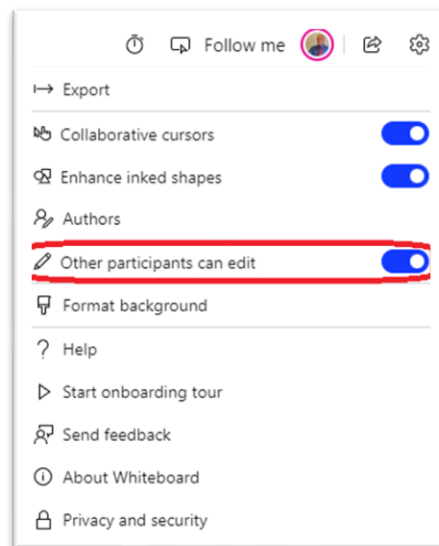 Follow me
Export
Collaborative cursors
Enhance inked shapes
Authors
Other participants can edit
Format background
Help
Start onboarding tour
Send feedback
About Whiteboard
Privacy and security